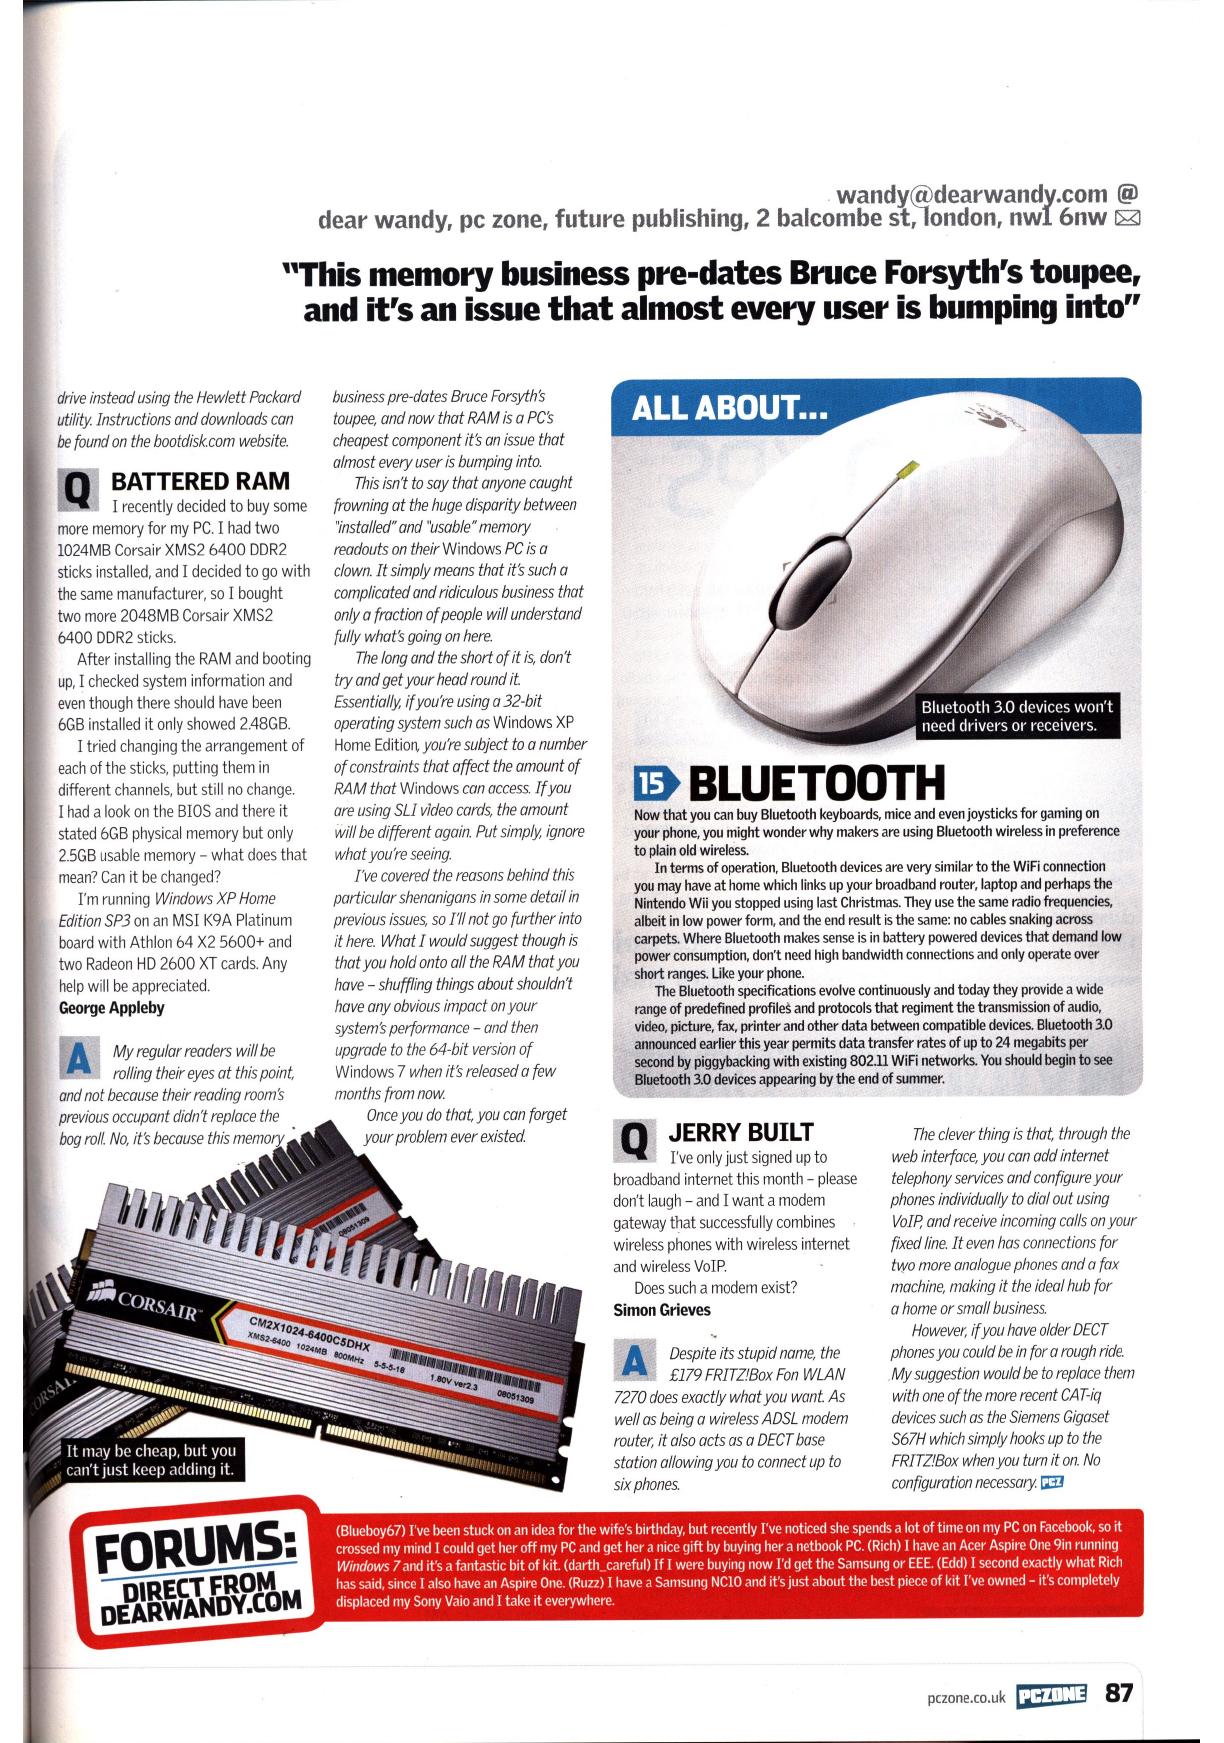 wandy@dearwandy.com @
dear wandy, pc zone, future publishing, 2 balcombe st, london, nw1 6nw
"This memory business pre-dates Bruce Forsyth's toupee,
and it's an issue that almost every user is bumping into"
drive instead using the Hewlett Packard
utility. Instructions and downloads can
be found on the bootdisk.com website.
Q BATTERED RAM
I recently decided to buy some
more memory for my PC. I had two
1024MB Corsair XMS2 6400 DDR2
sticks installed, and I decided to go with
the same manufacturer, so I bought
two more 2048MB Corsair XMS2
6400 DDR2 sticks.
After installing the RAM and booting
up, I checked system information and
even though there should have been
6GB installed it only showed 2.48GB.
I tried changing the arrangement of
each of the sticks, putting them in
different channels, but still no change.
I had a look on the BIOS and there it
stated 6GB physical memory but only
2.5GB usable memory – what does that
mean? Can it be changed?
I'm running Windows XP Home
Edition SP3 on an MSI K9A Platinum
board with Athlon 64 X2 5600+ and
two Radeon HD 2600 XT cards. Any
help will be appreciated.
George Appleby
A My regular readers will be
rolling their eyes at this point,
and not because their reading room's
previous occupant didn't replace the
bog roll. No, it's because this memory
business pre-dates Bruce Forsyth's
toupee, and now that RAM is a PC's
cheapest component it's an issue that
almost every user is bumping into.
This isn't to say that anyone caught
frowning at the huge disparity between
"installed" and "usable" memory
readouts on their Windows PC is a
clown. It simply means that it's such a
complicated and ridiculous business that
only a fraction of people will understand
fully what's going on here.
The long and the short of it is, don't
try and get your head round it.
Essentially, if you're using a 32-bit
operating system such as Windows XP
Home Edition, you're subject to a number
of constraints that affect the amount of
RAM that Windows can access. If you
are using SLI video cards, the amount
will be different again. Put simply, ignore
what you're seeing.
I've covered the reasons behind this
particular shenanigans in some detail in
previous issues, so I'll not go further into
it here. What I would suggest though is
that you hold onto all the RAM that you
have – shuffling things about shouldn't
have any obvious impact on your
system's performance – and then
upgrade to the 64-bit version of
Windows 7 when it's released a few
months from now.
Once you do that, you can forget
your problem ever existed.
08051309
CORSAIR™
CM2X1024-6400C5DHX
XMS2-6400 1024MB 800MHz 5-5-5-18
1.80V ver2.3 08051309
CORSAIR
It may be cheap, but you
can't just keep adding it.
ALL ABOUT...
Logitech
Bluetooth 3.0 devices won't
need drivers or receivers.
15 BLUETOOTH
Now that you can buy Bluetooth keyboards, mice and even joysticks for gaming on
your phone, you might wonder why makers are using Bluetooth wireless in preference
to plain old wireless.
In terms of operation, Bluetooth devices are very similar to the WiFi connection
you may have at home which links up your broadband router, laptop and perhaps the
Nintendo Wii you stopped using last Christmas. They use the same radio frequencies,
albeit in low power form, and the end result is the same: no cables snaking across
carpets. Where Bluetooth makes sense is in battery powered devices that demand low
power consumption, don't need high bandwidth connections and only operate over
short ranges. Like your phone.
The Bluetooth specifications evolve continuously and today they provide a wide
range of predefined profiles and protocols that regiment the transmission of audio,
video, picture, fax, printer and other data between compatible devices. Bluetooth 3.0
announced earlier this year permits data transfer rates of up to 24 megabits per
second by piggybacking with existing 802.11 WiFi networks. You should begin to see
Bluetooth 3.0 devices appearing by the end of summer.
Q JERRY BUILT
I've only just signed up to
broadband internet this month – please
don't laugh – and I want a modem
gateway that successfully combines
wireless phones with wireless internet
and wireless VoIP.
Does such a modem exist?
Simon Grieves
A Despite its stupid name, the
£179 FRITZ!Box Fon WLAN
7270 does exactly what you want. As
well as being a wireless ADSL modem
router, it also acts as a DECT base
station allowing you to connect up to
six phones.
The clever thing is that, through the
web interface, you can add internet
telephony services and configure your
phones individually to dial out using
VoIP, and receive incoming calls on your
fixed line. It even has connections for
two more analogue phones and a fax
machine, making it the ideal hub for
a home or small business.
However, if you have older DECT
phones you could be in for a rough ride.
My suggestion would be to replace them
with one of the more recent CAT-iq
devices such as the Siemens Gigaset
S67H which simply hooks up to the
FRITZ!Box when you turn it on. No
configuration necessary. PCZ
FORUMS:
DIRECT FROM
DEARWANDY.COM
(Blueboy67) I've been stuck on an idea for the wife's birthday, but recently I've noticed she spends a lot of time on my PC on Facebook, so it
crossed my mind I could get her off my PC and get her a nice gift by buying her a netbook PC. (Rich) I have an Acer Aspire One 9in running
Windows 7 and it's a fantastic bit of kit. (darth_careful) If I were buying now I'd get the Samsung or EEE. (Edd) I second exactly what Rich
has said, since I also have an Aspire One. (Ruzz) I have a Samsung NC10 and it's just about the best piece of kit I've owned – it's completely
displaced my Sony Vaio and I take it everywhere.
pczone.co.uk PCZONE 87